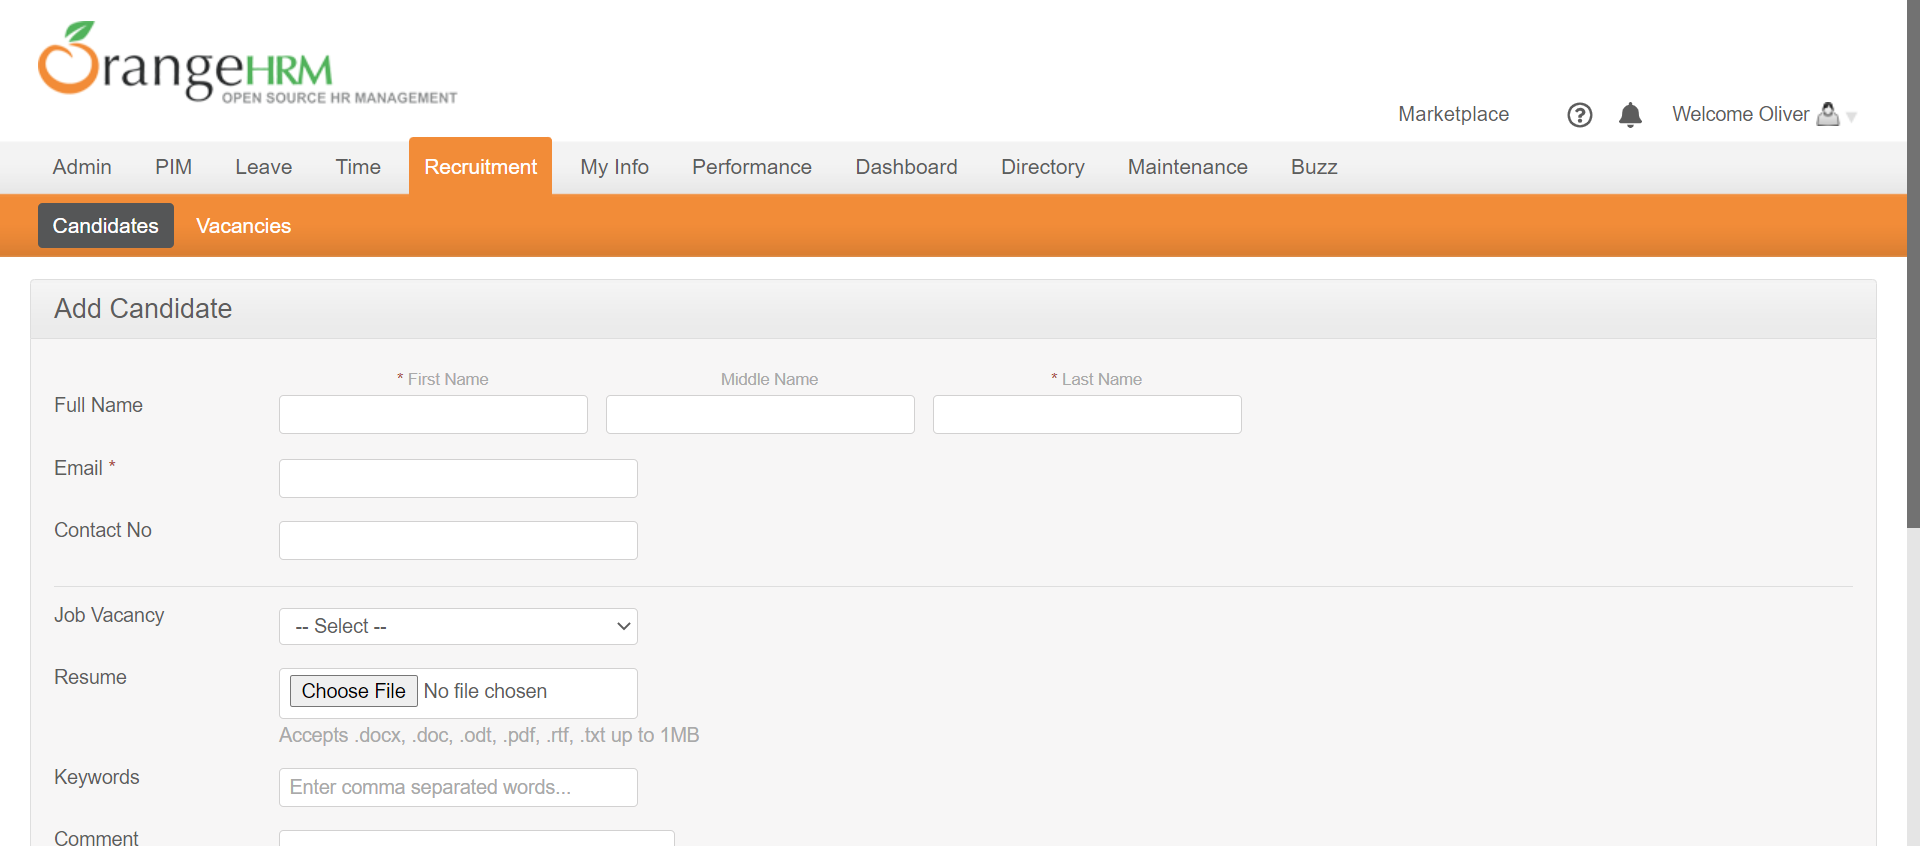 OrangeHRM
OPEN SOURCE HR MANAGEMENT
Marketplace ? Welcome Oliver
Admin PIM Leave Time Recruitment My Info Performance Dashboard Directory Maintenance Buzz
Candidates Vacancies
Add Candidate
* First Name Middle Name * Last Name
Full Name
Email *
Contact No
Job Vacancy -- Select --
Resume Choose File No file chosen
Accepts .docx, .doc, .odt, .pdf, .rtf, .txt up to 1MB
Keywords Enter comma separated words...
Comment